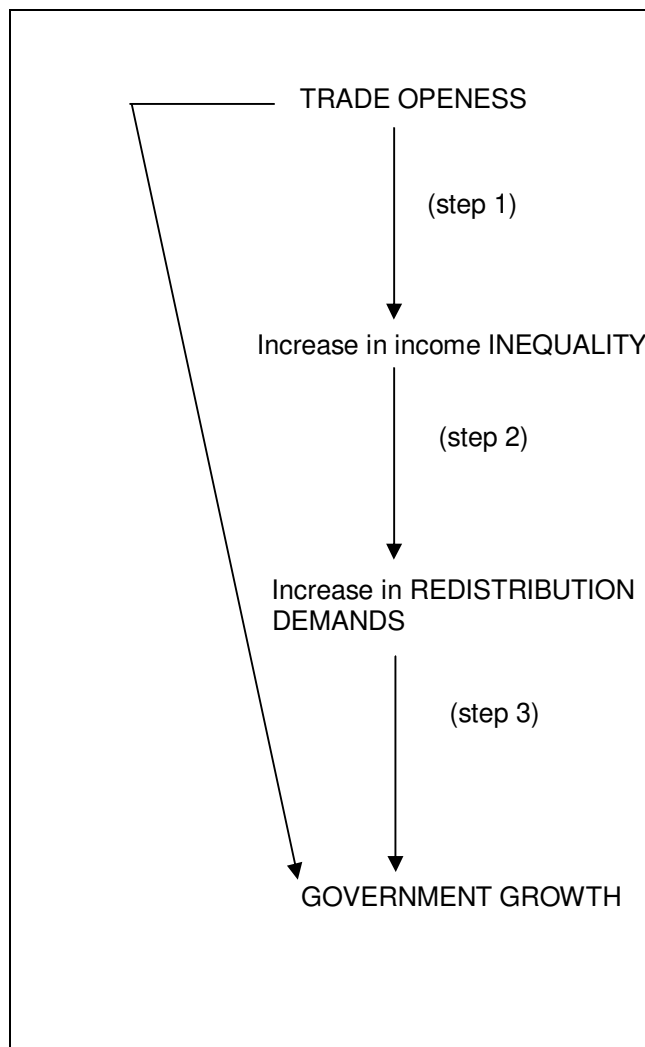 TRADE OPENESS
(step 1)
Increase in income INEQUALITY
(step 2)
Increase in REDISTRIBUTION
DEMANDS
(step 3)
GOVERNMENT GROWTH